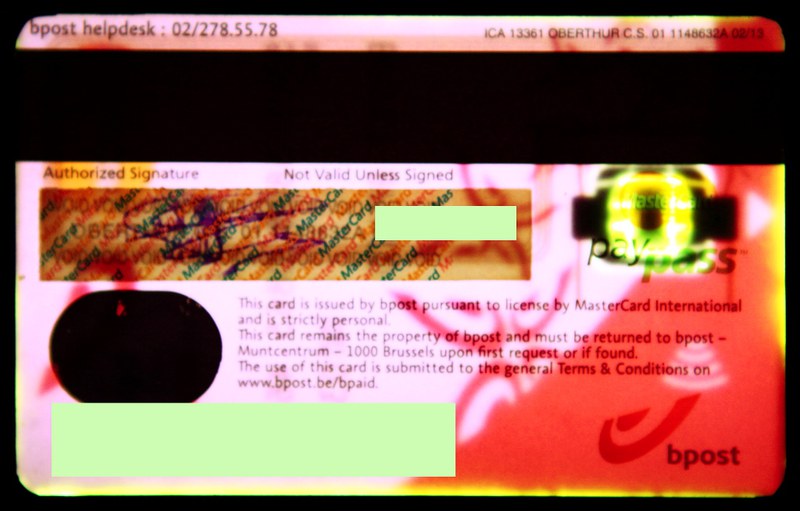 bpost helpdesk : 02/278.55.78
ICA 13361 OBERTHUR C.S. 01 1148632A 02/13
Authorized Signature
Not Valid Unless Signed
MasterCard
paypass™
This card is issued by bpost pursuant to license by MasterCard International
and is strictly personal.
This card remains the property of bpost and must be returned to bpost –
Muntcentrum – 1000 Brussels upon first request or if found.
The use of this card is submitted to the general Terms & Conditions on
www.bpost.be/bpaid.
bpost